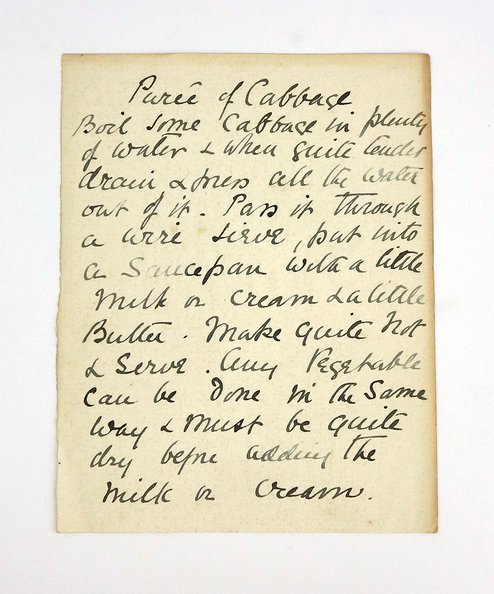 Pureé of Cabbage
Boil some Cabbage in plenty
of water & when quite tender
drain & press all the water
out of it. Pass it through
a wire sieve, put into
a Saucepan with a little
Milk or cream & a little
Butter. Make quite hot
& serve. Any Vegetable
can be Done in the same
way & must be quite
dry before adding the
Milk or cream.